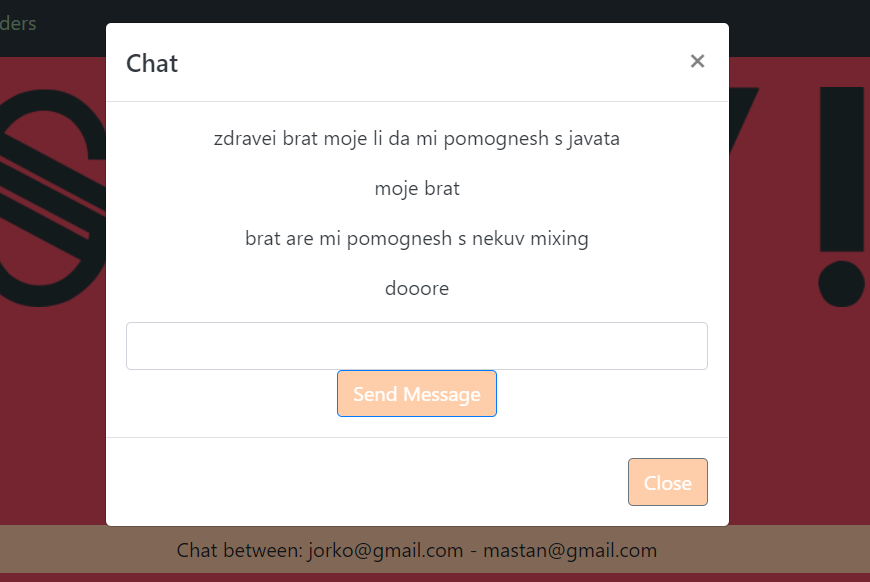 ders
Chat
×
zdravei brat moje li da mi pomognesh s javata
moje brat
brat are mi pomognesh s nekuv mixing
dooore
Send Message
Close
Chat between: jorko@gmail.com - mastan@gmail.com